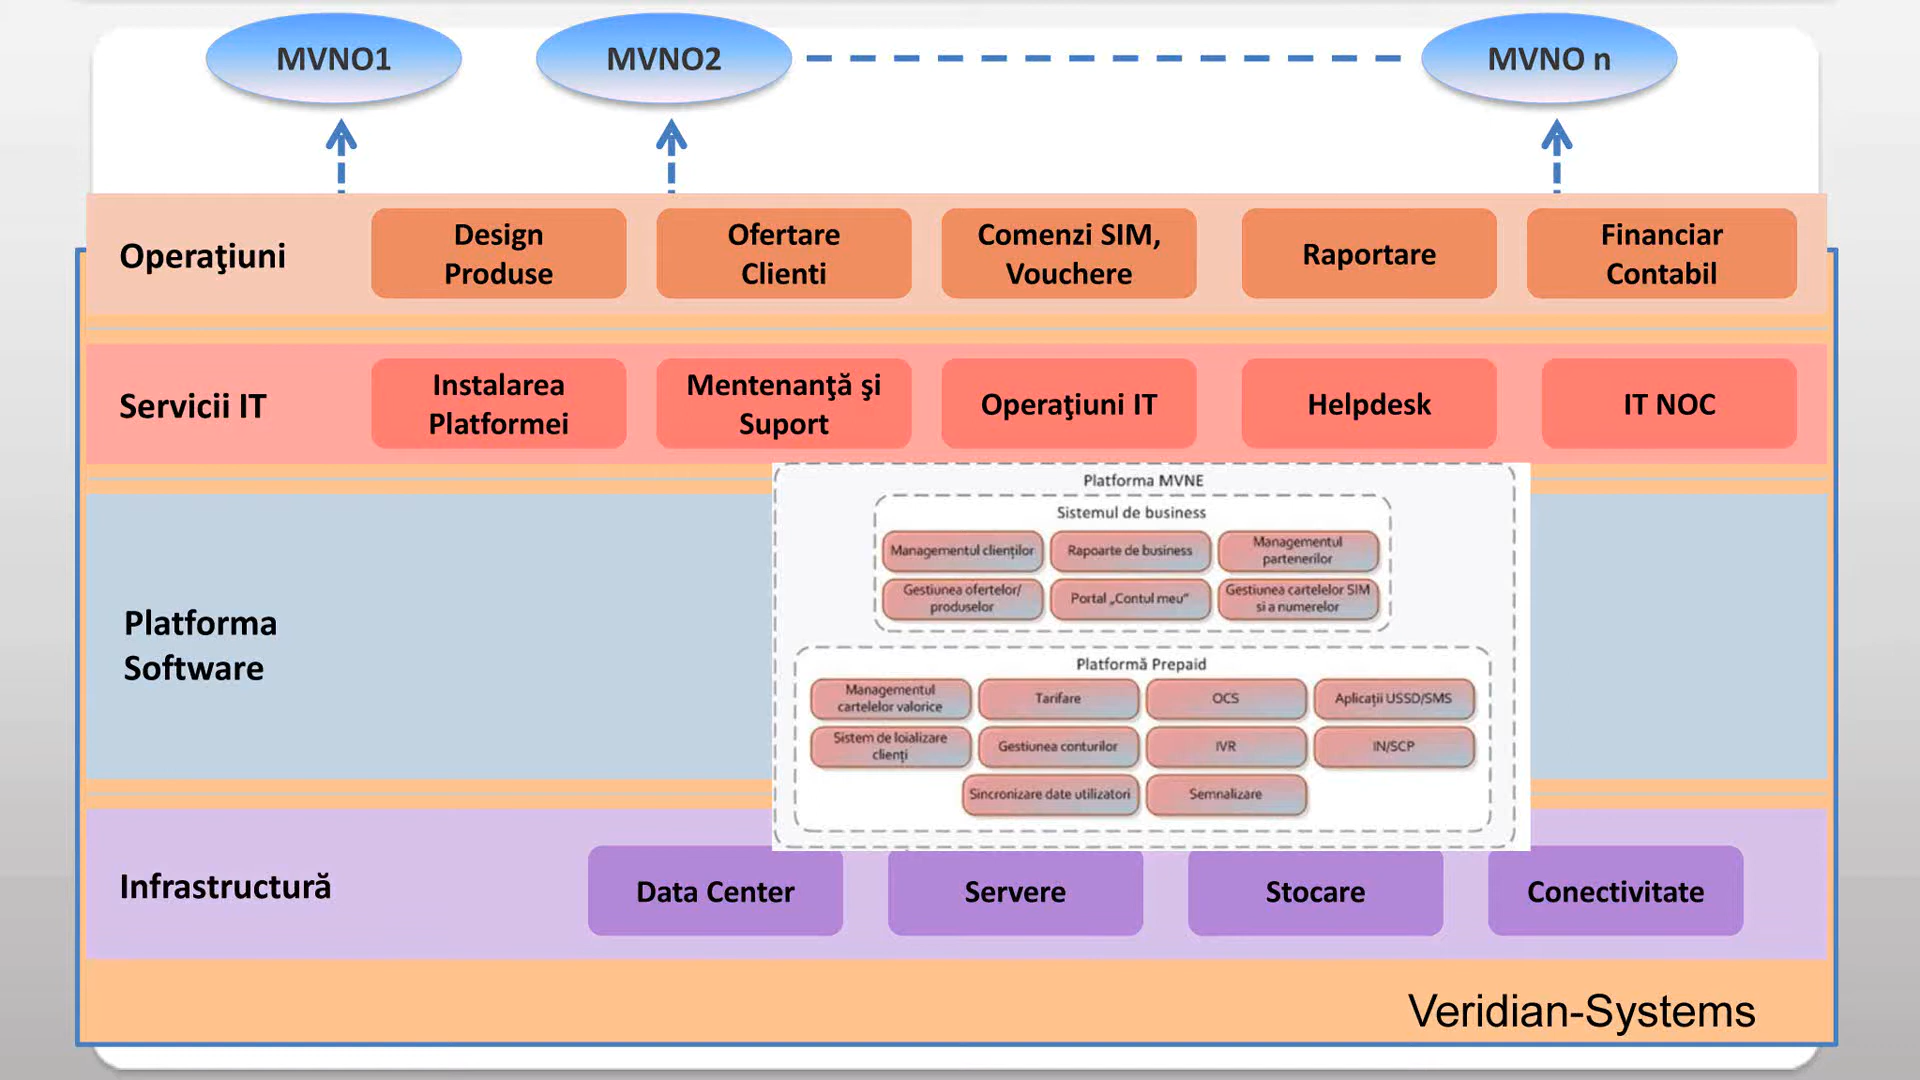 MVNO1
MVNO2
MVNO n
Operaţiuni
Design
Produse
Ofertare
Clienti
Comenzi SIM,
Vouchere
Raportare
Financiar
Contabil
Servicii IT
Instalarea
Platformei
Mentenanţă şi
Suport
Operaţiuni IT
Helpdesk
IT NOC
Platforma
Software
Platforma MVNE
Sistemul de business
Managementul clienților
Rapoarte de business
Managementul
partenerilor
Gestiunea ofertelor/
produselor
Portal „Contul meu”
Gestiunea cartelelor SIM
si a numerelor
Platformă Prepaid
Managementul
cartelelor valorice
Tarifare
OCS
Aplicații USSD/SMS
Sistem de loializare
clienți
Gestiunea conturilor
IVR
IN/SCP
Sincronizare date utilizatori
Semnalizare
Infrastructură
Data Center
Servere
Stocare
Conectivitate
Veridian-Systems